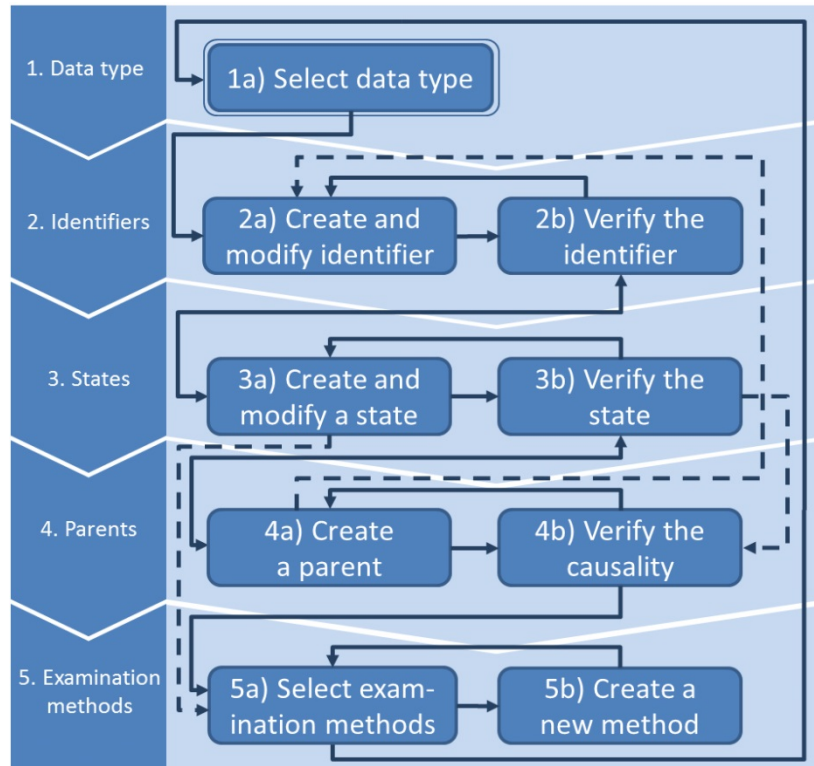 1. Data type
1a) Select data type
2. Identifiers
2a) Create and
modify identifier
2b) Verify the
identifier
3. States
3a) Create and
modify a state
3b) Verify the
state
4. Parents
4a) Create
a parent
4b) Verify the
causality
5. Examination
methods
5a) Select exam-
ination methods
5b) Create a
new method